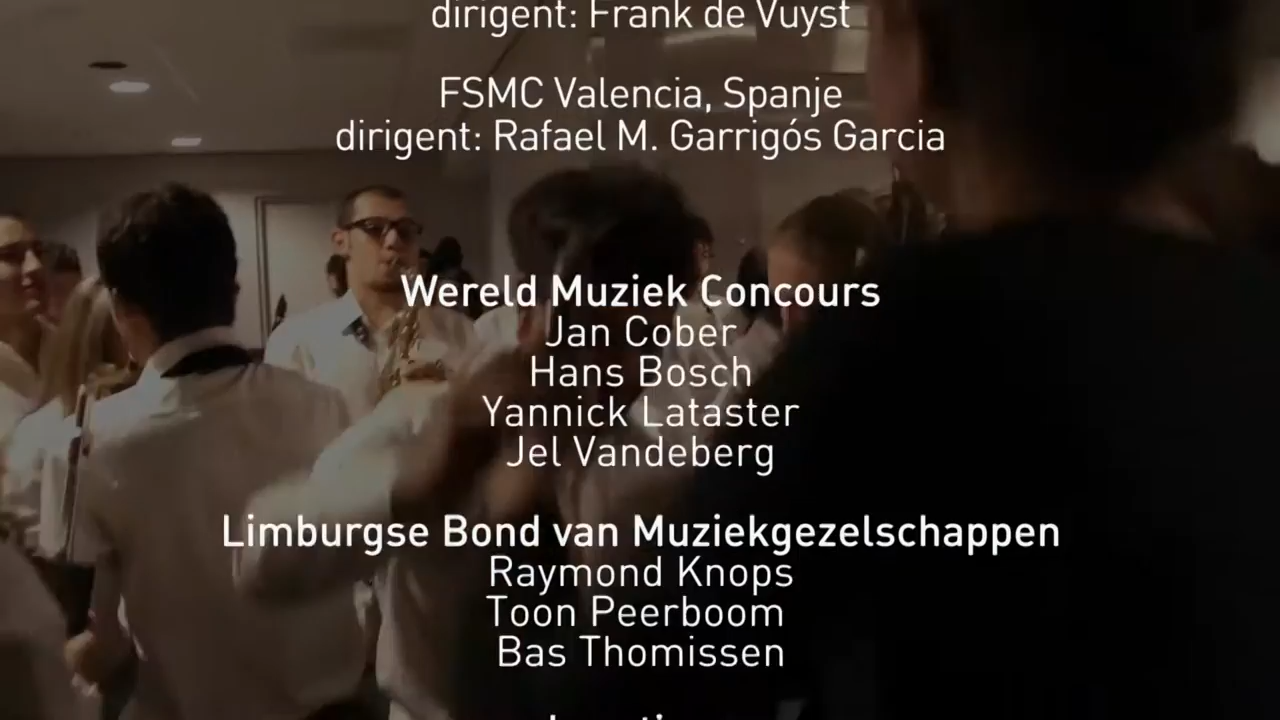 dirigent: Frank de Vuyst
FSMC Valencia, Spanje
dirigent: Rafael M. Garrigós Garcia
Wereld Muziek Concours
Jan Cober
Hans Bosch
Yannick Lataster
Jel Vandeberg
Limburgse Bond van Muziekgezelschappen
Raymond Knops
Toon Peerboom
Bas Thomissen